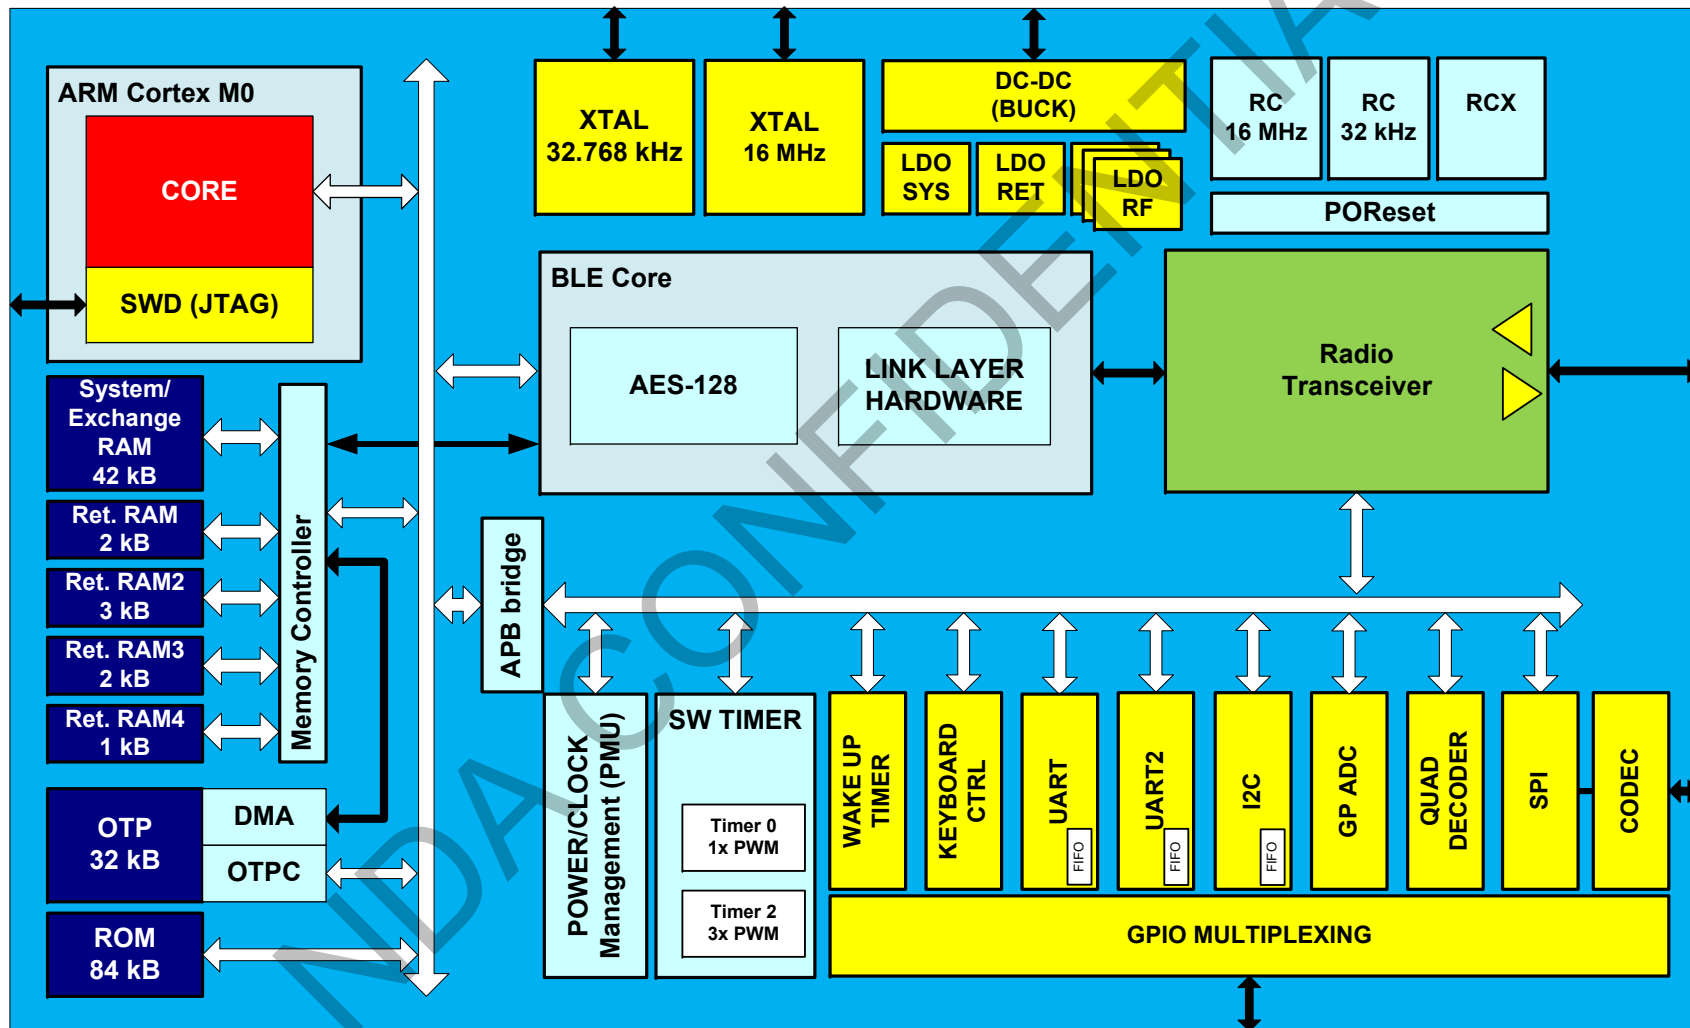 ARM Cortex M0
CORE
SWD (JTAG)
XTAL
32.768 kHz
XTAL
16 MHz
DC-DC
(BUCK)
LDO
SYS
LDO
RET
LDO
RF
RC
16 MHz
RC
32 kHz
RCX
POReset
BLE Core
AES-128
LINK LAYER
HARDWARE
Radio
Transceiver
System/
Exchange
RAM
42 kB
Ret. RAM
2 kB
Ret. RAM2
3 kB
Ret. RAM3
2 kB
Ret. RAM4
1 kB
Memory Controller
OTP
32 kB
DMA
OTPC
ROM
84 kB
APB bridge
POWER/CLOCK
Management (PMU)
SW TIMER
Timer 0
1x PWM
Timer 2
3x PWM
WAKE UP
TIMER
KEYBOARD
CTRL
UART
FIFO
UART2
FIFO
I2C
FIFO
GP ADC
QUAD
DECODER
SPI
CODEC
GPIO MULTIPLEXING
NDA CONFIDENTIA